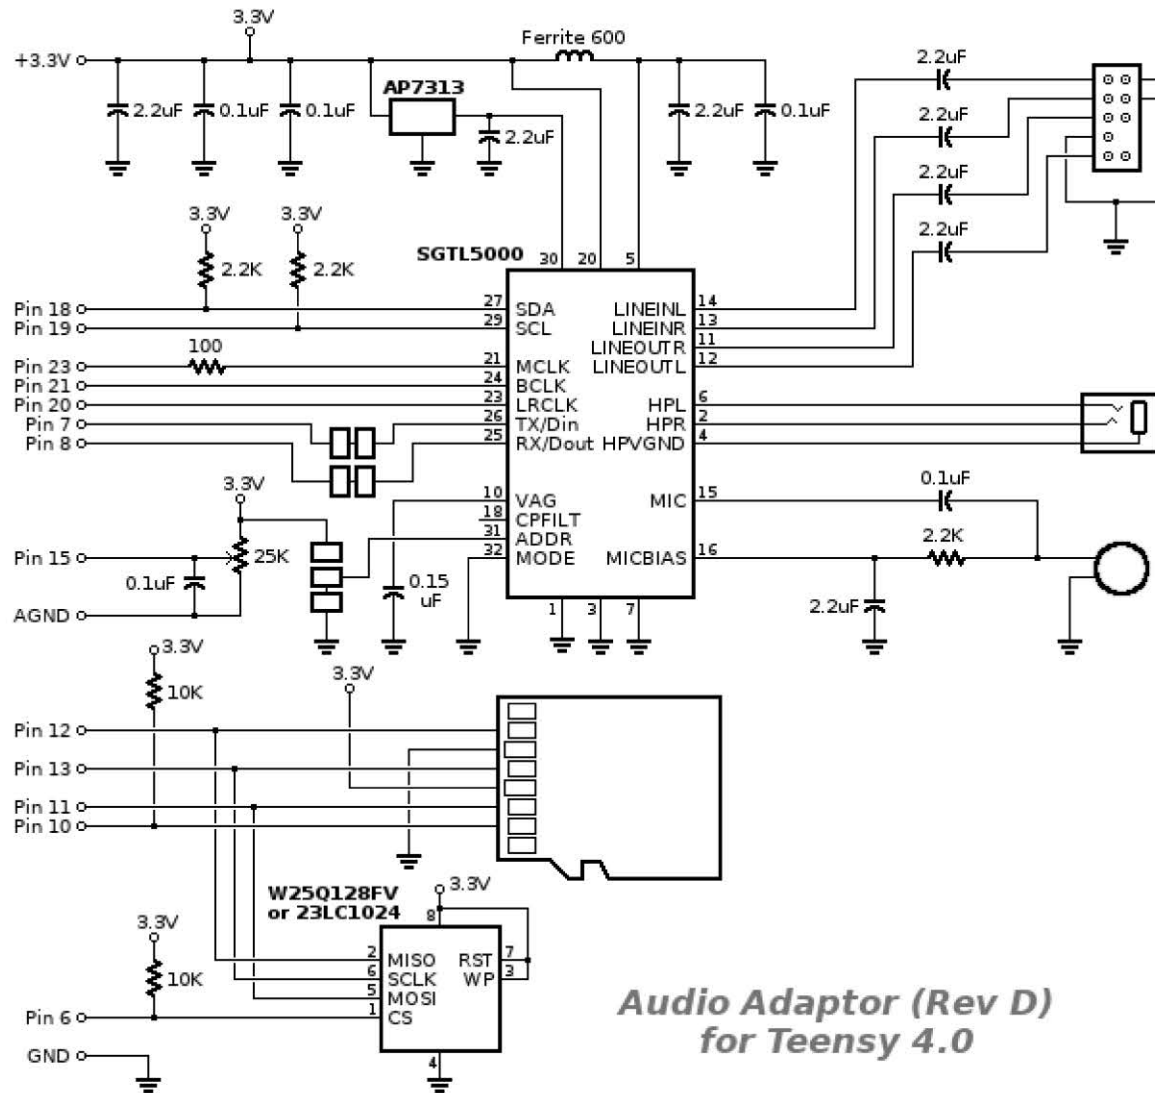 3.3V
+3.3V
Ferrite 600
2.2uF
0.1uF
0.1uF
AP7313
2.2uF
2.2uF
0.1uF
2.2uF
2.2uF
2.2uF
2.2uF
3.3V
3.3V
2.2K
2.2K
SGTL5000
30
20
5
Pin 18
27
SDA
LINEINL
14
Pin 19
29
SCL
LINEINR
13
LINEOUTR
11
Pin 23
100
21
MCLK
LINEOUTL
12
Pin 21
24
BCLK
Pin 20
23
LRCLK
HPL
6
Pin 7
26
TX/Din
HPR
2
Pin 8
25
RX/Dout
HPVGND
4
3.3V
10
VAG
MIC
15
0.1uF
18
CPFILT
31
ADDR
Pin 15
25K
32
MODE
MICBIAS
16
2.2K
0.1uF
0.15
uF
2.2uF
AGND
1
3
7
3.3V
10K
3.3V
Pin 12
Pin 13
Pin 11
Pin 10
W25Q128FV
or 23LC1024
3.3V
8
3.3V
10K
2
MISO
RST
7
6
SCLK
WP
3
5
MOSI
Pin 6
1
CS
GND
4
Audio Adaptor (Rev D)
for Teensy 4.0